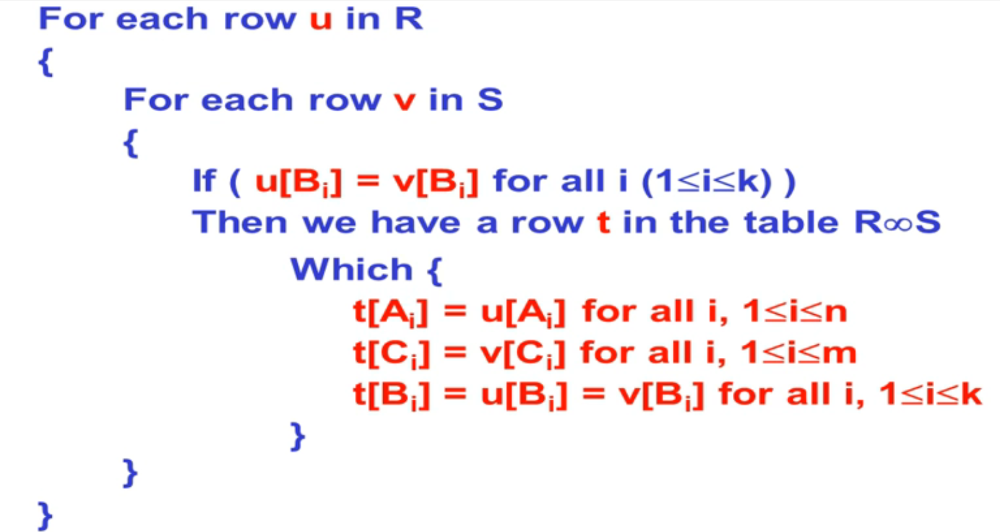 For each row u in R
{
For each row v in S
{
If ( u[Bᵢ] = v[Bᵢ] for all i (1≤i≤k) )
Then we have a row t in the table R∞S
Which {
t[Aᵢ] = u[Aᵢ] for all i, 1≤i≤n
t[Cᵢ] = v[Cᵢ] for all i, 1≤i≤m
t[Bᵢ] = u[Bᵢ] = v[Bᵢ] for all i, 1≤i≤k
}
}
}